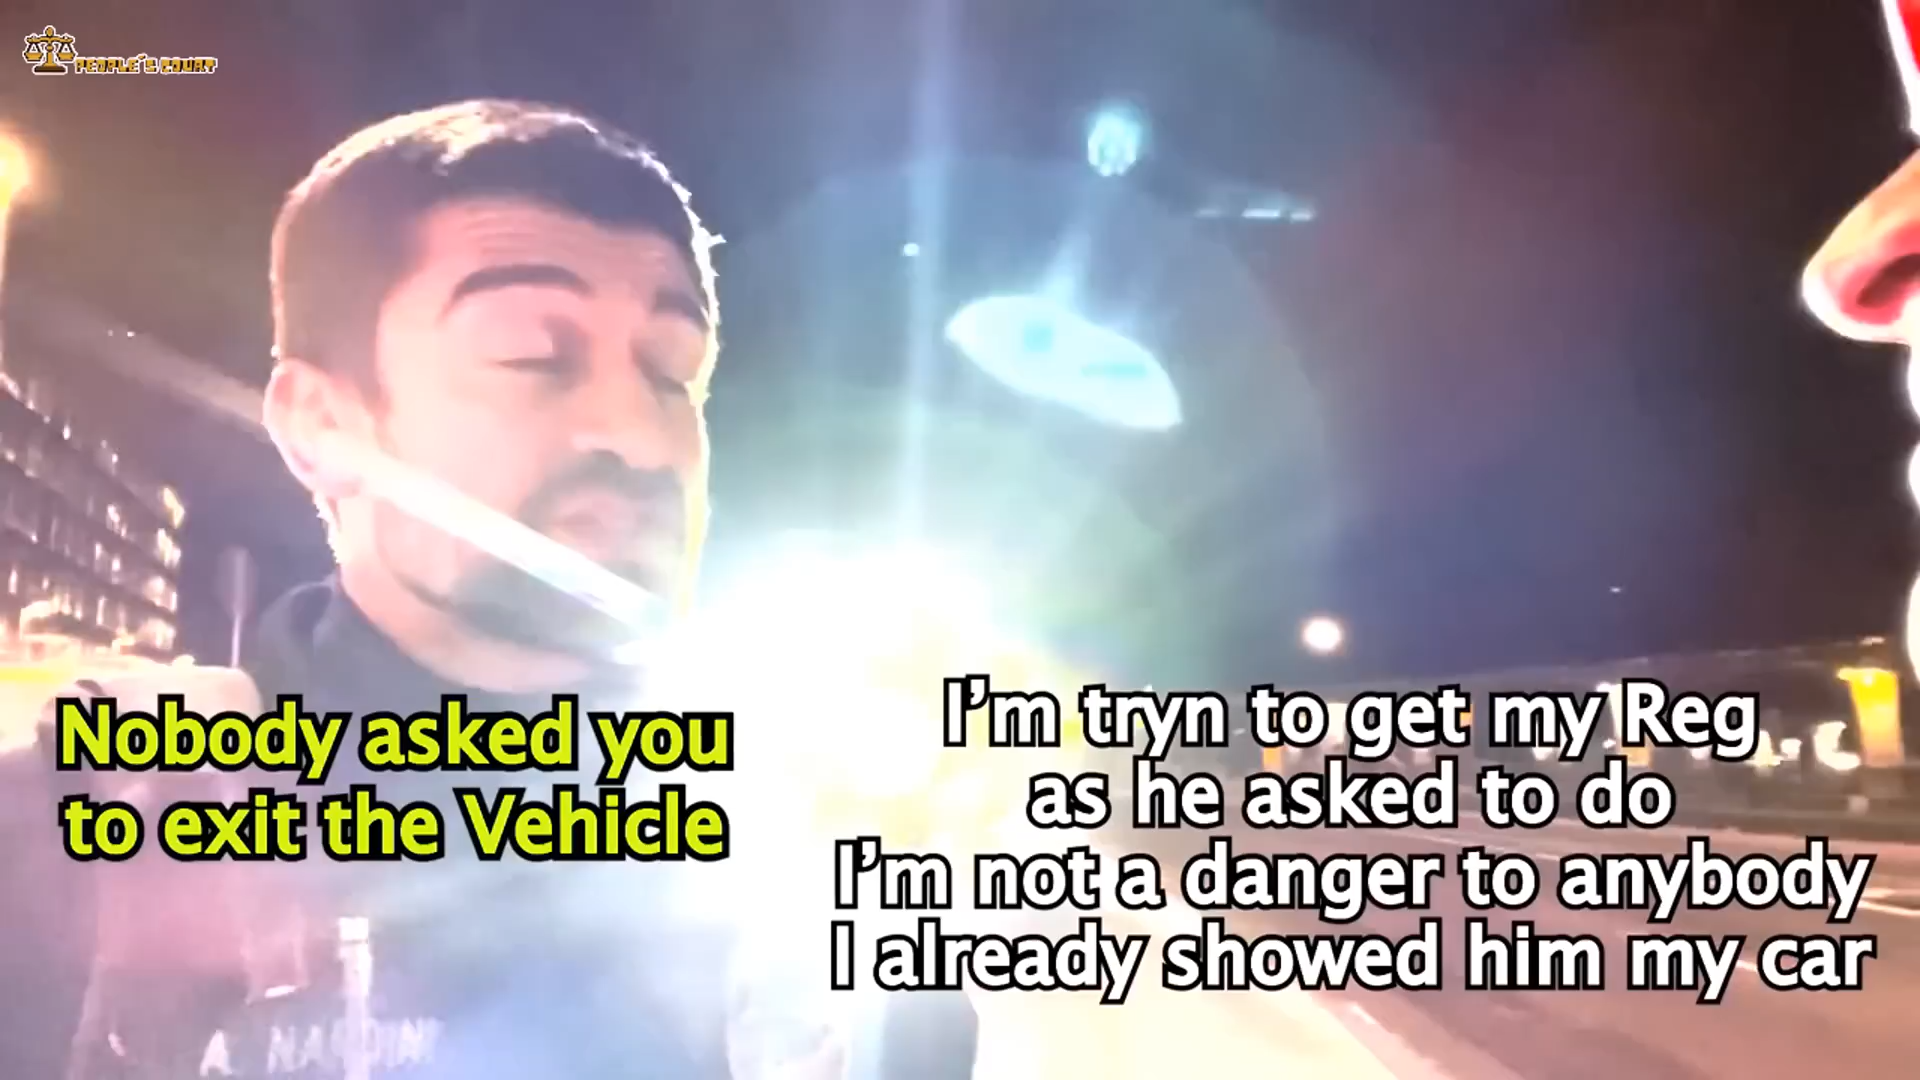 PEOPLE'S COURT
Nobody asked you
to exit the Vehicle
I'm tryn to get my Reg
as he asked to do
I'm not a danger to anybody
I already showed him my car
A